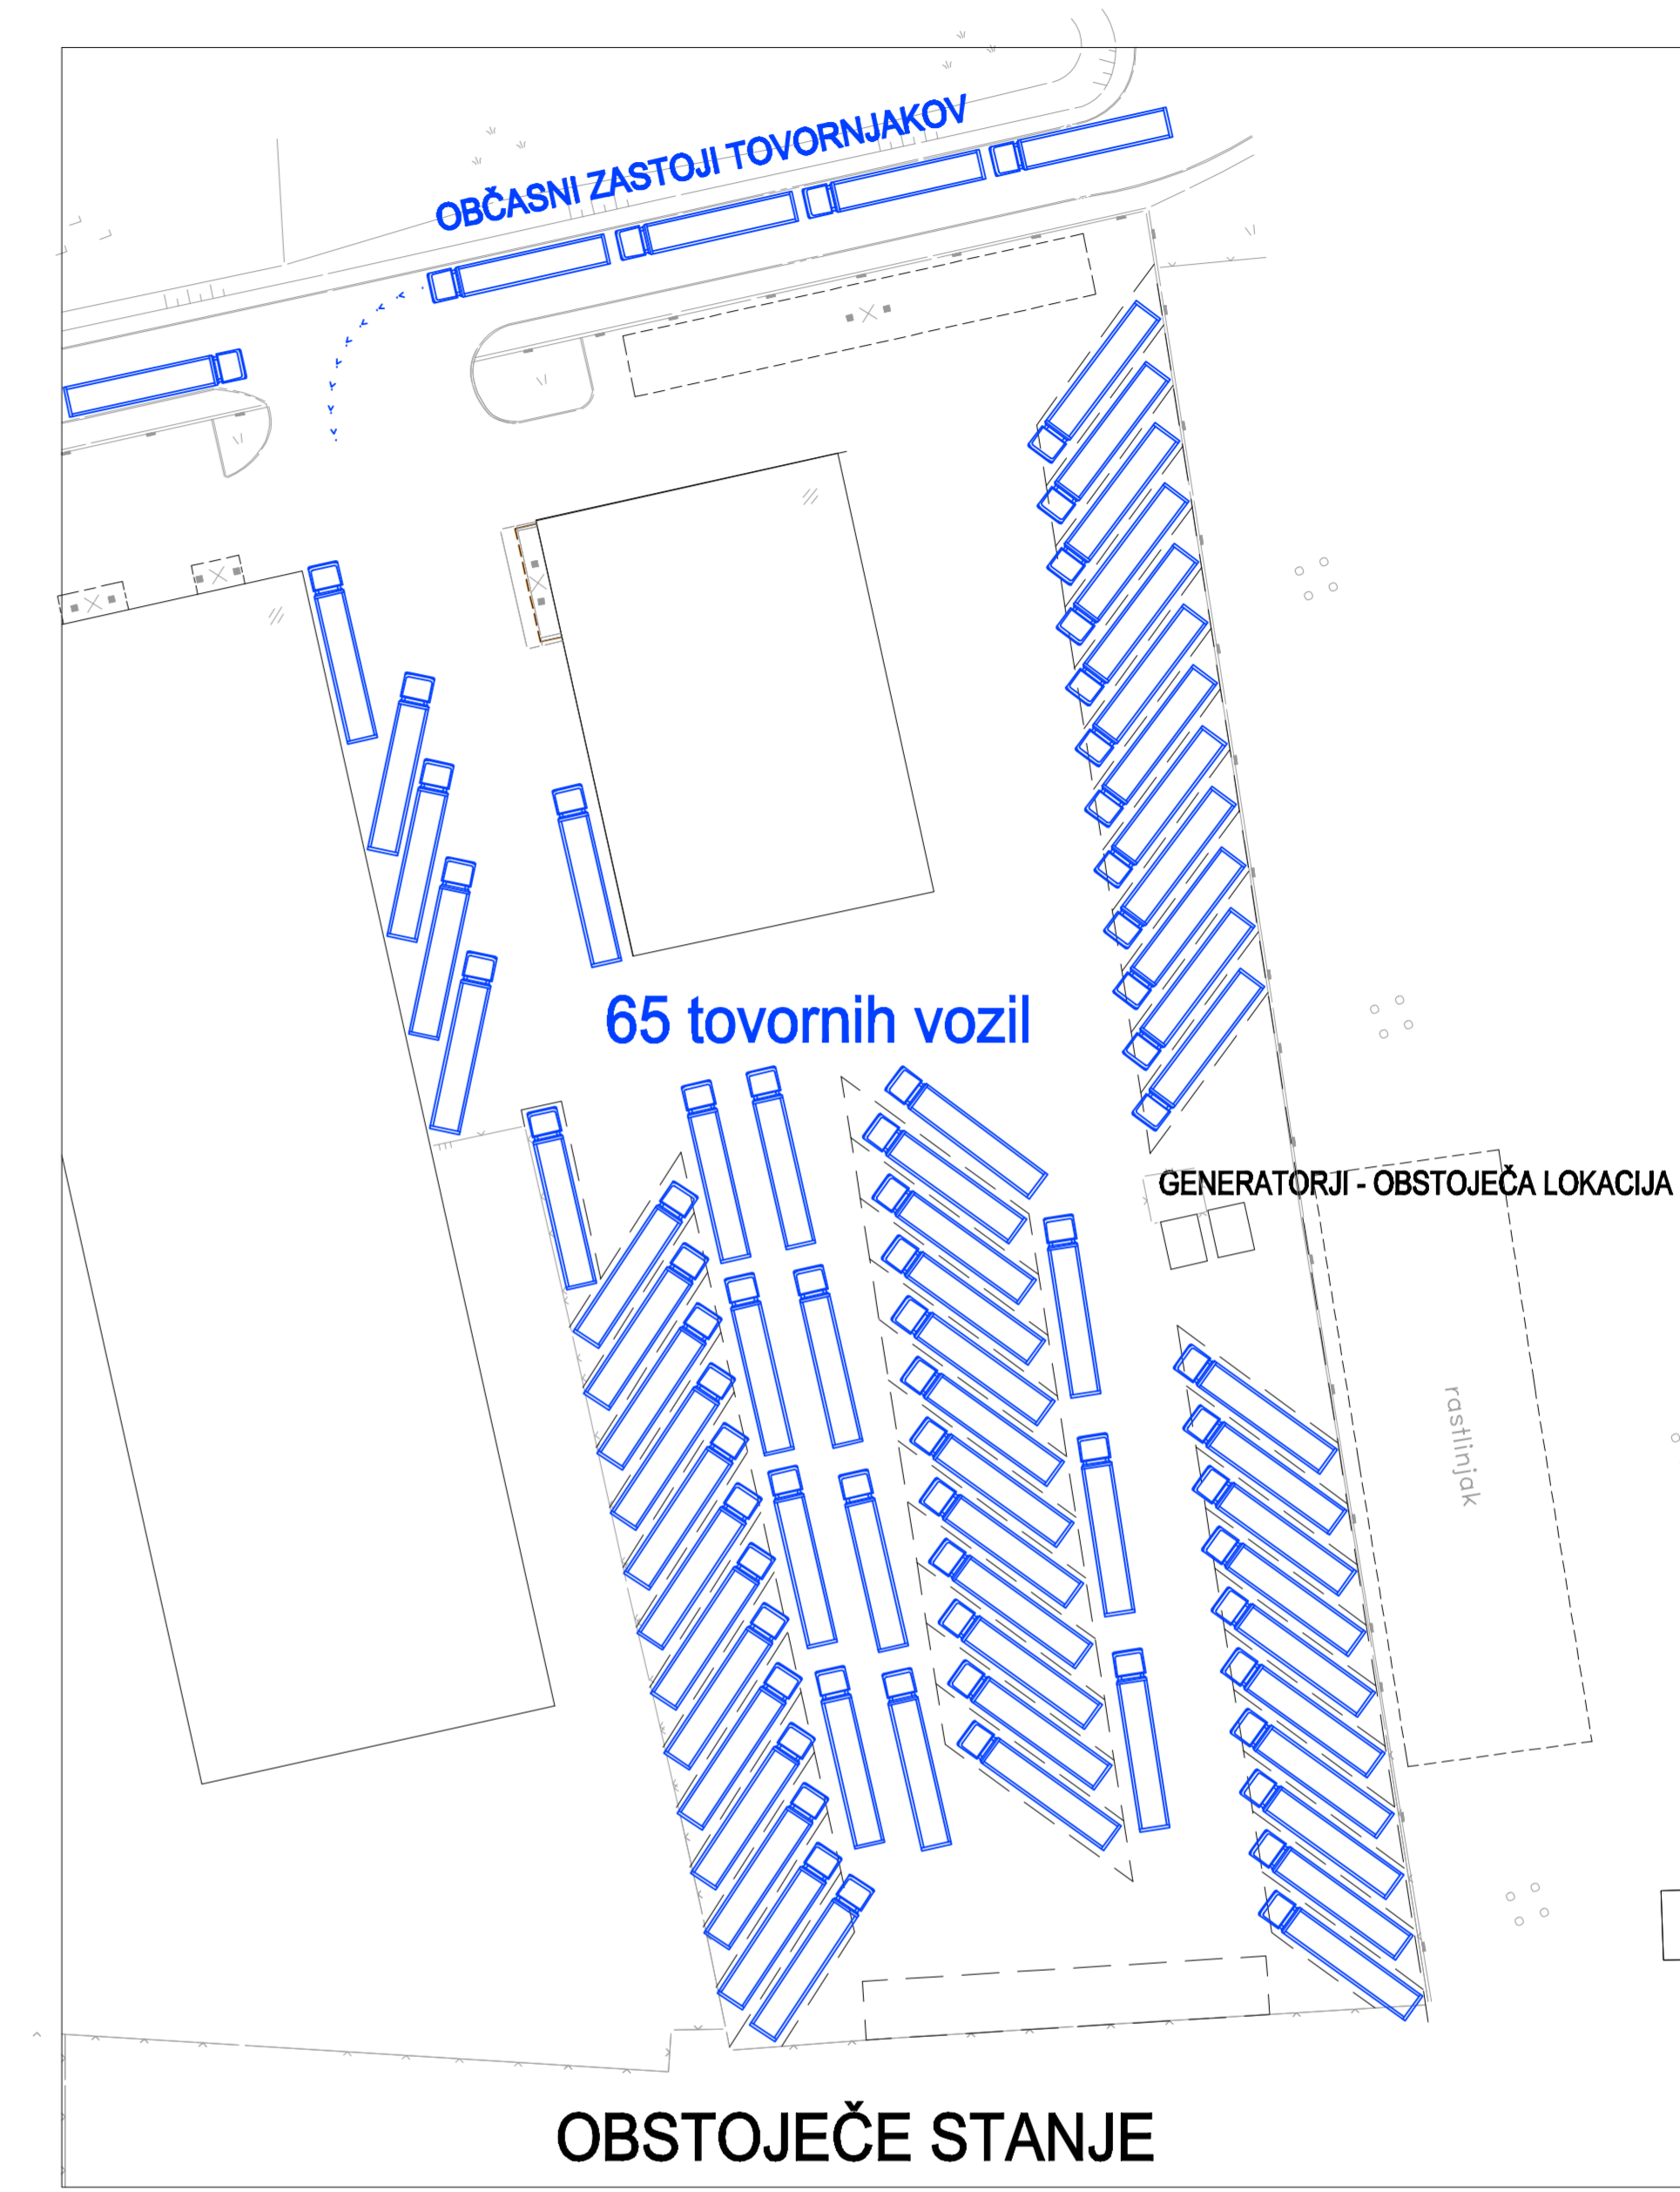 OBČASNI ZASTOJI TOVORNJAKOV
65 tovornih vozil
GENERATORJI - OBSTOJEČA LOKACIJA
rastlinjak
OBSTOJEČE STANJE